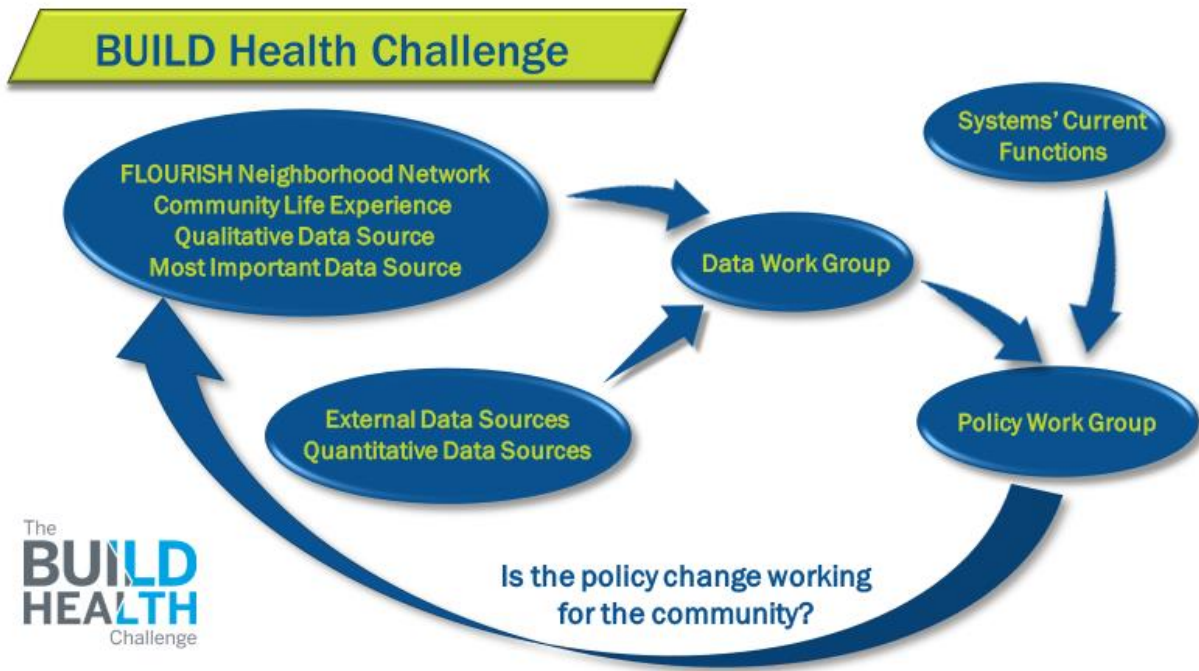 BUILD Health Challenge
FLOURISH Neighborhood Network
Community Life Experience
Qualitative Data Source
Most Important Data Source
Systems' Current
Functions
Data Work Group
External Data Sources
Quantitative Data Sources
Policy Work Group
Is the policy change working
for the community?
The
BUILD
HEALTH
Challenge